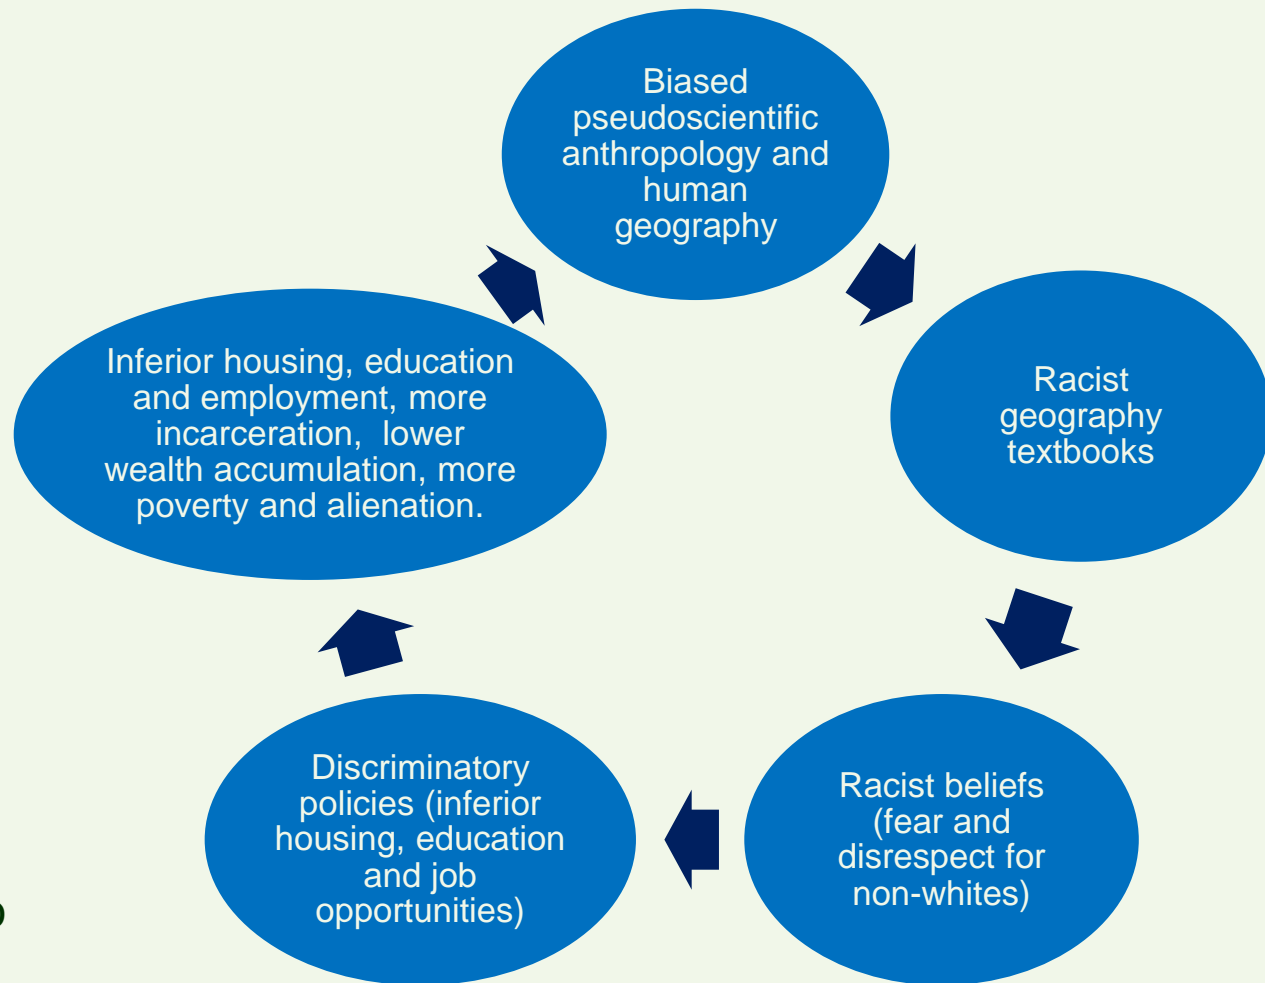 Biased
pseudoscientific
anthropology and
human
geography
Racist
geography
textbooks
Racist beliefs
(fear and
disrespect for
non-whites)
Discriminatory
policies (inferior
housing, education
and job
opportunities)
Inferior housing, education
and employment, more
incarceration,  lower
wealth accumulation, more
poverty and alienation.